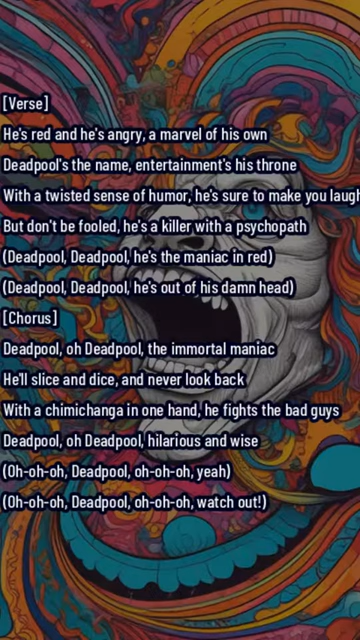 [Verse]
He's red and he's angry, a marvel of his own
Deadpool's the name, entertainment's his throne
With a twisted sense of humor, he's sure to make you laugh
But don't be fooled, he's a killer with a psychopath
(Deadpool, Deadpool, he's the maniac in red)
(Deadpool, Deadpool, he's out of his damn head)
[Chorus]
Deadpool, oh Deadpool, the immortal maniac
He'll slice and dice, and never look back
With a chimichanga in one hand, he fights the bad guys
Deadpool, oh Deadpool, hilarious and wise
(Oh-oh-oh, Deadpool, oh-oh-oh, yeah)
(Oh-oh-oh, Deadpool, oh-oh-oh, watch out!)